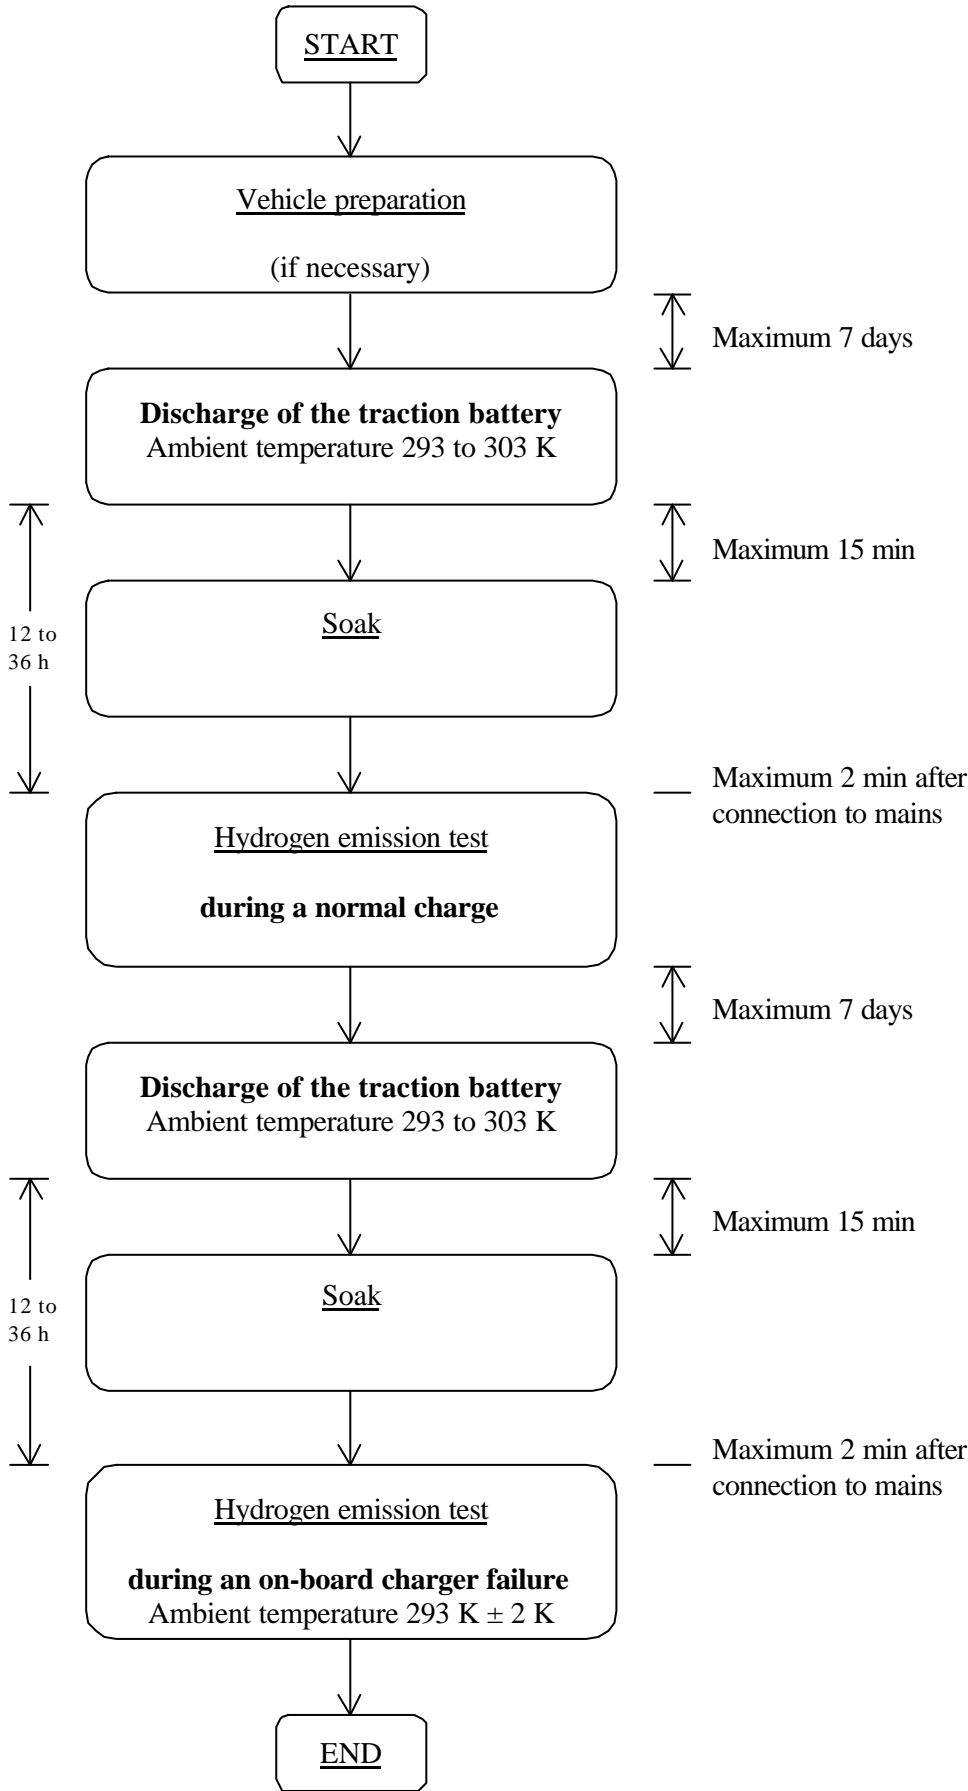 START
Vehicle preparation
(if necessary)
Maximum 7 days
Discharge of the traction battery
Ambient temperature 293 to 303 K
Maximum 15 min
12 to
36 h
Soak
Maximum 2 min after
connection to mains
Hydrogen emission test
during a normal charge
Maximum 7 days
Discharge of the traction battery
Ambient temperature 293 to 303 K
Maximum 15 min
12 to
36 h
Soak
Maximum 2 min after
connection to mains
Hydrogen emission test
during an on-board charger failure
Ambient temperature 293 K ± 2 K
END